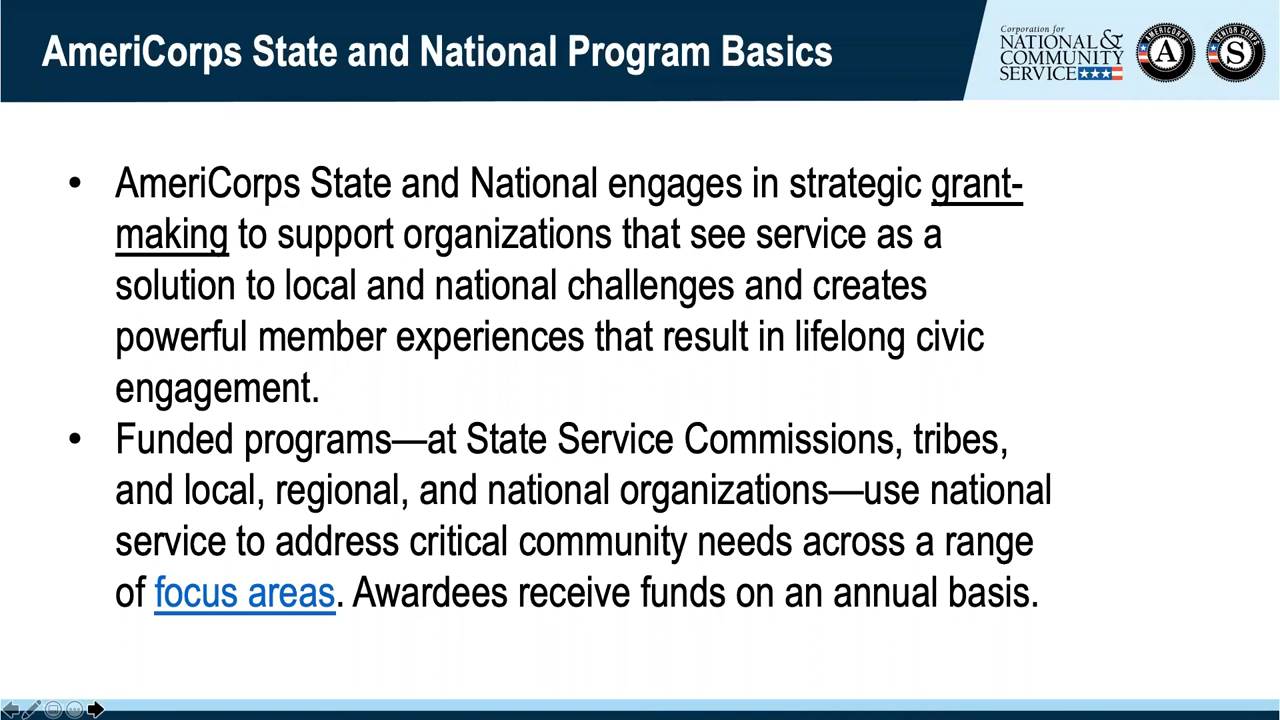 AmeriCorps State and National Program Basics
Corporation for
NATIONAL &
COMMUNITY
SERVICE
AMERICORPS
A
SENIOR CORPS
S
• AmeriCorps State and National engages in strategic grant-
making to support organizations that see service as a
solution to local and national challenges and creates
powerful member experiences that result in lifelong civic
engagement.
• Funded programs—at State Service Commissions, tribes,
and local, regional, and national organizations—use national
service to address critical community needs across a range
of focus areas. Awardees receive funds on an annual basis.